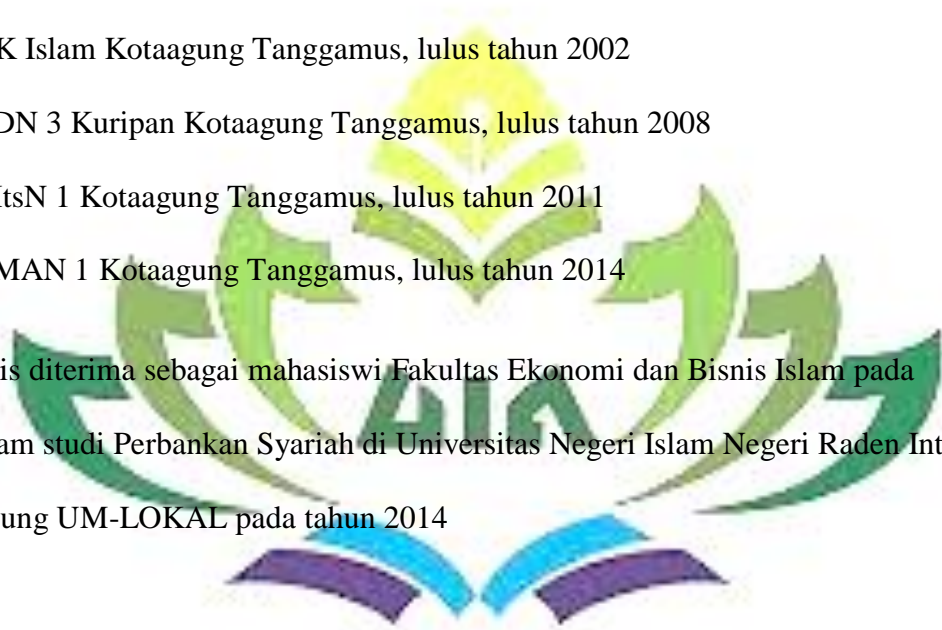 K Islam Kotaagung Tanggamus, lulus tahun 2002
DN 3 Kuripan Kotaagung Tanggamus, lulus tahun 2008
tsN 1 Kotaagung Tanggamus, lulus tahun 2011
MAN 1 Kotaagung Tanggamus, lulus tahun 2014
is diterima sebagai mahasiswi Fakultas Ekonomi dan Bisnis Islam pada
am studi Perbankan Syariah di Universitas Negeri Islam Negeri Raden Int
ung UM-LOKAL pada tahun 2014